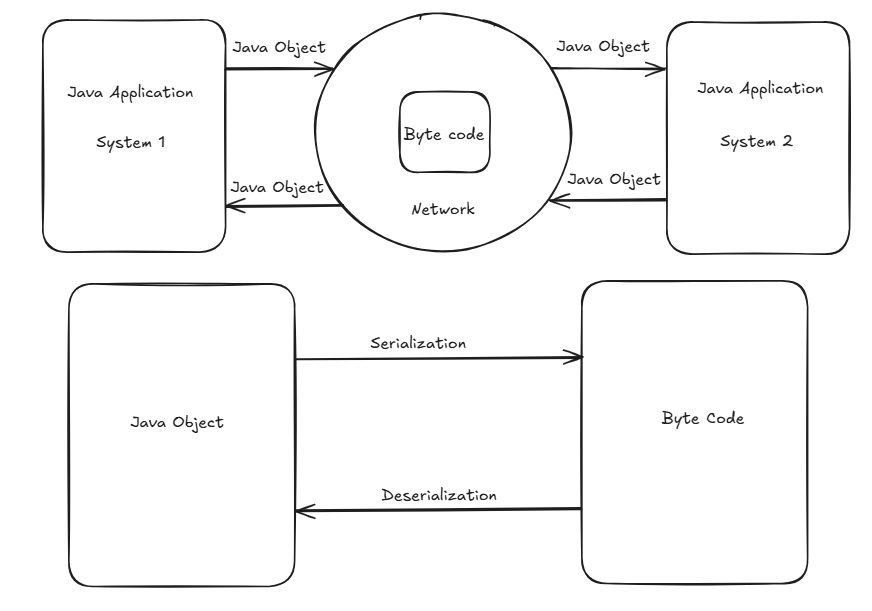 Java Object
Java Object
Java Application
Java Application
Byte code
System 1
System 2
Java Object
Java Object
Network
Serialization
Java Object
Byte Code
Deserialization